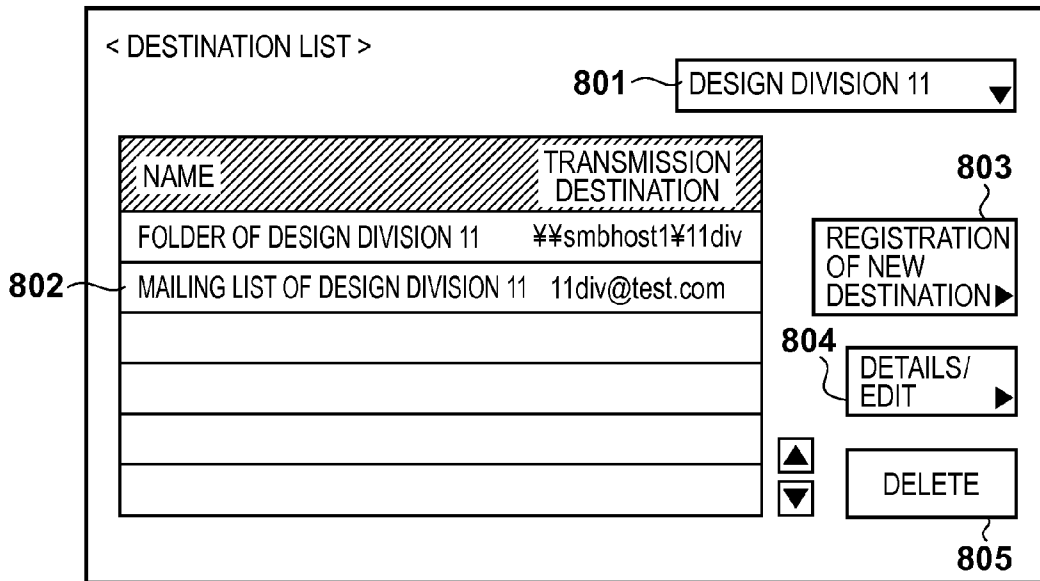 < DESTINATION LIST >
801
DESIGN DIVISION 11
NAME
TRANSMISSION
DESTINATION
803
FOLDER OF DESIGN DIVISION 11 ¥¥smbhost1¥11div
REGISTRATION
OF NEW
DESTINATION
802
MAILING LIST OF DESIGN DIVISION 11 11div@test.com
804
DETAILS/
EDIT
DELETE
805